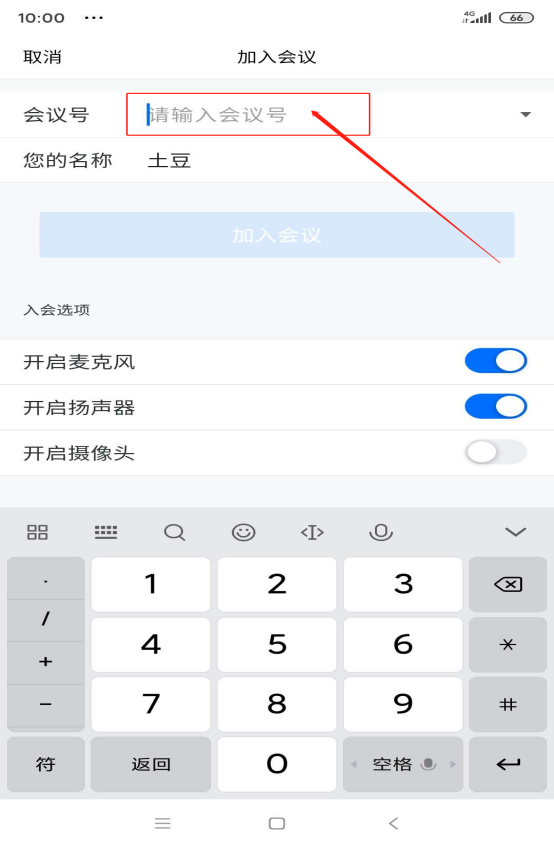 10:00 ... 4G 66
取消 加入会议
会议号 请输入会议号
您的名称 土豆
加入会议
入会选项
开启麦克风
开启扬声器
开启摄像头
. 1 2 3
/ 4 5 6 *
+
- 7 8 9 #
符 返回 0 空格